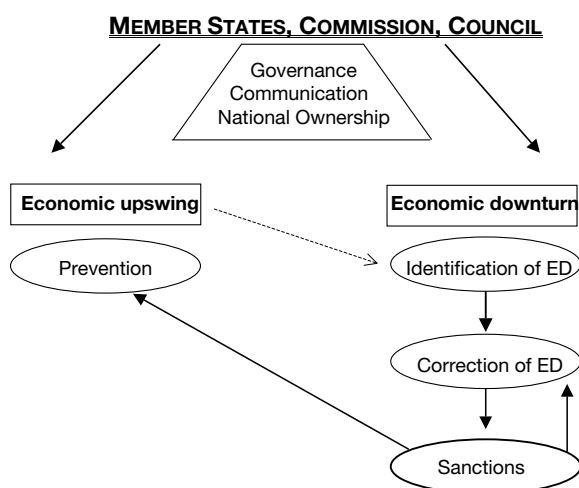 MEMBER STATES, COMMISSION, COUNCIL
Governance
Communication
National Ownership
Economic upswing
Economic downturn
Prevention
Identification of ED
Correction of ED
Sanctions